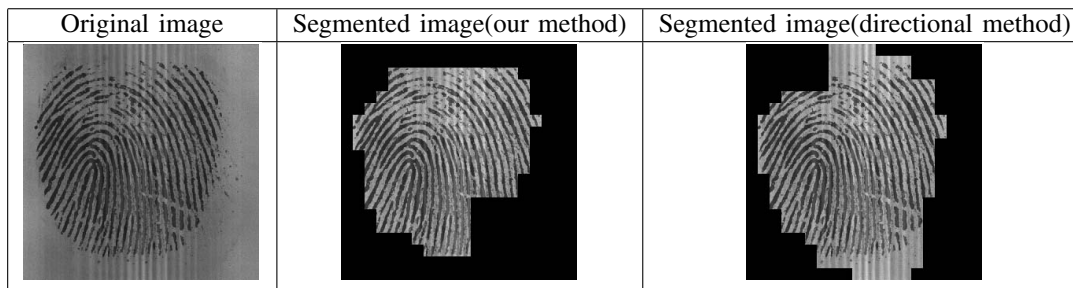 Original image
Segmented image(our method)
Segmented image(directional method)